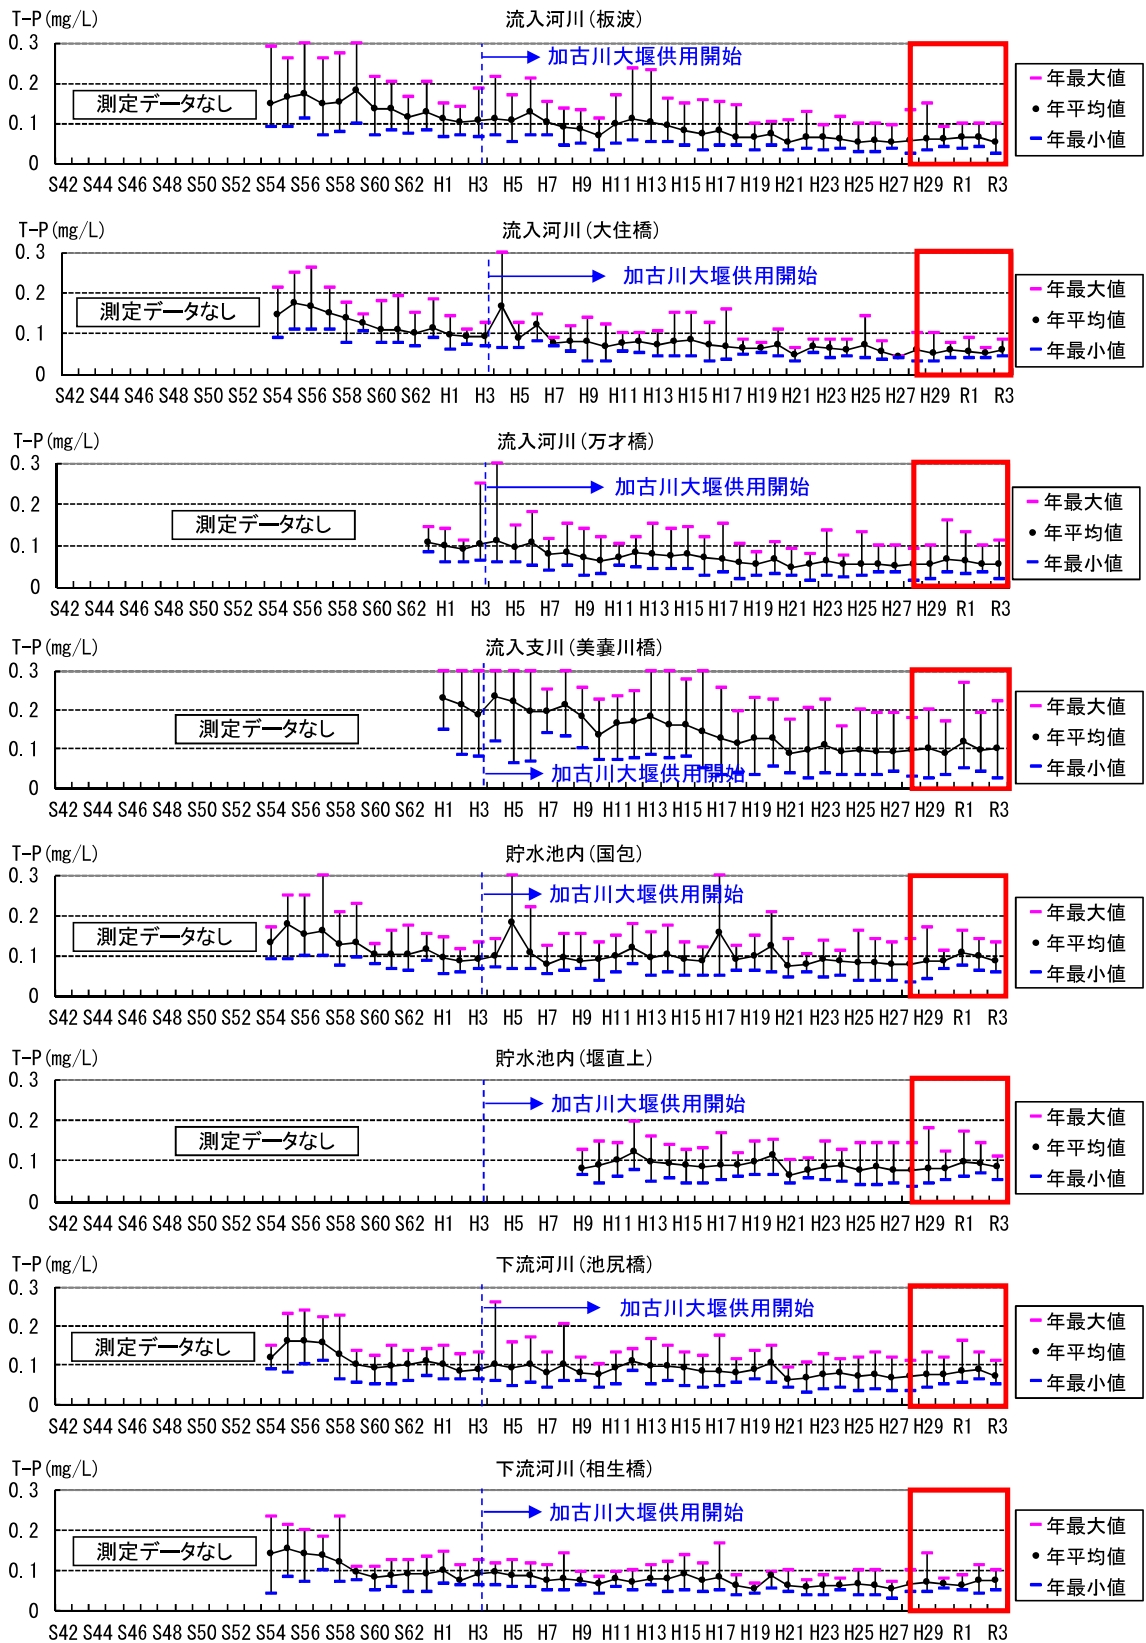 T-P(mg/L)
流入河川(板波)
0.3
0.2
0.1
0
加古川大堰供用開始
測定データなし
年最大値
年平均値
年最小値
S42 S44 S46 S48 S50 S52 S54 S56 S58 S60 S62 H1 H3 H5 H7 H9 H11 H13 H15 H17 H19 H21 H23 H25 H27 H29 R1 R3
T-P(mg/L)
流入河川(大住橋)
0.3
0.2
0.1
0
加古川大堰供用開始
測定データなし
年最大値
年平均値
年最小値
S42 S44 S46 S48 S50 S52 S54 S56 S58 S60 S62 H1 H3 H5 H7 H9 H11 H13 H15 H17 H19 H21 H23 H25 H27 H29 R1 R3
T-P(mg/L)
流入河川(万才橋)
0.3
0.2
0.1
0
加古川大堰供用開始
測定データなし
年最大値
年平均値
年最小値
S42 S44 S46 S48 S50 S52 S54 S56 S58 S60 S62 H1 H3 H5 H7 H9 H11 H13 H15 H17 H19 H21 H23 H25 H27 H29 R1 R3
T-P(mg/L)
流入支川(美嚢川橋)
0.3
0.2
0.1
0
測定データなし
加古川大堰供用開始
年最大値
年平均値
年最小値
S42 S44 S46 S48 S50 S52 S54 S56 S58 S60 S62 H1 H3 H5 H7 H9 H11 H13 H15 H17 H19 H21 H23 H25 H27 H29 R1 R3
T-P(mg/L)
貯水池内(国包)
0.3
0.2
0.1
0
加古川大堰供用開始
測定データなし
年最大値
年平均値
年最小値
S42 S44 S46 S48 S50 S52 S54 S56 S58 S60 S62 H1 H3 H5 H7 H9 H11 H13 H15 H17 H19 H21 H23 H25 H27 H29 R1 R3
T-P(mg/L)
貯水池内(堰直上)
0.3
0.2
0.1
0
加古川大堰供用開始
測定データなし
年最大値
年平均値
年最小値
S42 S44 S46 S48 S50 S52 S54 S56 S58 S60 S62 H1 H3 H5 H7 H9 H11 H13 H15 H17 H19 H21 H23 H25 H27 H29 R1 R3
T-P(mg/L)
下流河川(池尻橋)
0.3
0.2
0.1
0
加古川大堰供用開始
測定データなし
年最大値
年平均値
年最小値
S42 S44 S46 S48 S50 S52 S54 S56 S58 S60 S62 H1 H3 H5 H7 H9 H11 H13 H15 H17 H19 H21 H23 H25 H27 H29 R1 R3
T-P(mg/L)
下流河川(相生橋)
0.3
0.2
0.1
0
加古川大堰供用開始
測定データなし
年最大値
年平均値
年最小値
S42 S44 S46 S48 S50 S52 S54 S56 S58 S60 S62 H1 H3 H5 H7 H9 H11 H13 H15 H17 H19 H21 H23 H25 H27 H29 R1 R3